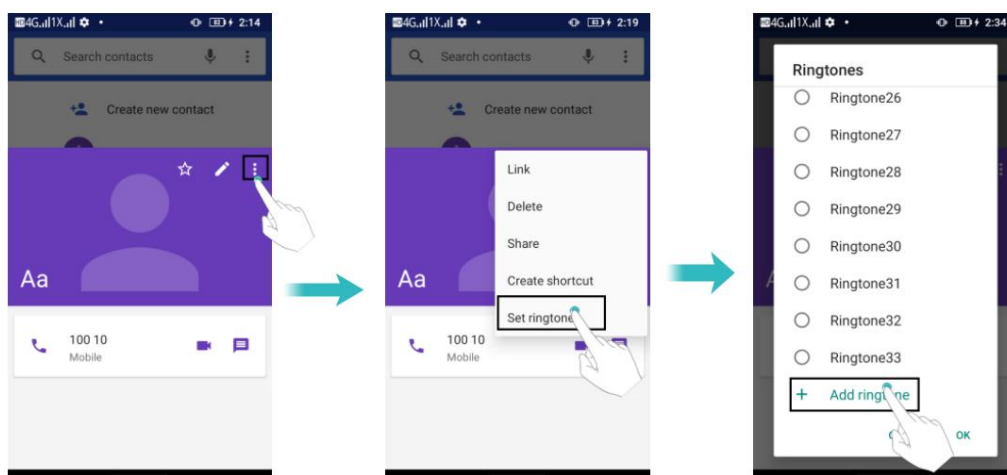 4G 1X 2:14
Search contacts
Create new contact
Aa
100 10
Mobile
4G 1X 2:19
Search contacts
Create new contact
Link
Delete
Share
Create shortcut
Set ringtone
Aa
100 10
Mobile
4G 1X 2:34
Ringtones
Ringtone26
Ringtone27
Ringtone28
Ringtone29
Ringtone30
Ringtone31
Ringtone32
Ringtone33
+ Add ringtone
OK